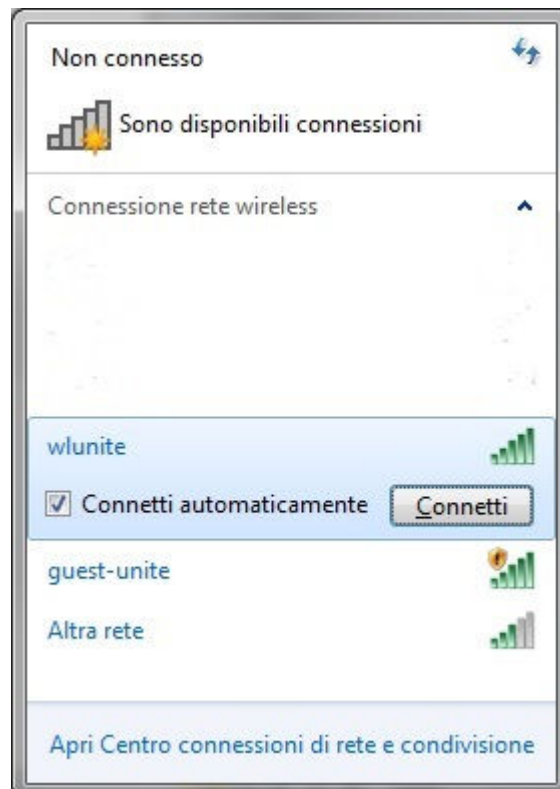 Non connesso
Sono disponibili connessioni
Connessione rete wireless
wlunite
Connetti automaticamente Connetti
guest-unite
Altra rete
Apri Centro connessioni di rete e condivisione